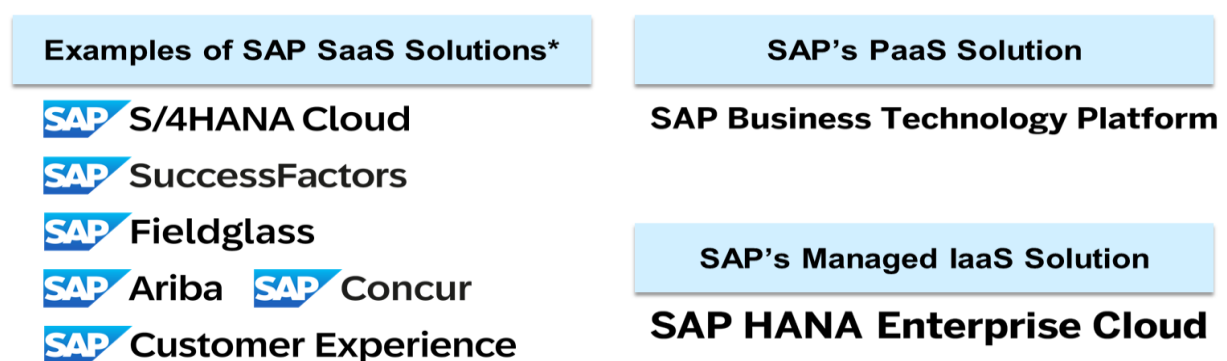 Examples of SAP SaaS Solutions*
SAP S/4HANA Cloud
SAP SuccessFactors
SAP Fieldglass
SAP Ariba SAP Concur
SAP Customer Experience
SAP's PaaS Solution
SAP Business Technology Platform
SAP's Managed IaaS Solution
SAP HANA Enterprise Cloud